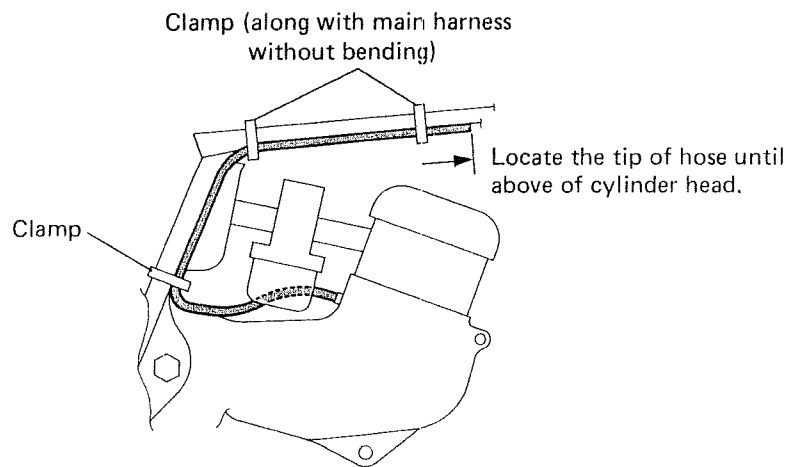 Clamp (along with main harness
without bending)
Locate the tip of hose until
above of cylinder head.
Clamp